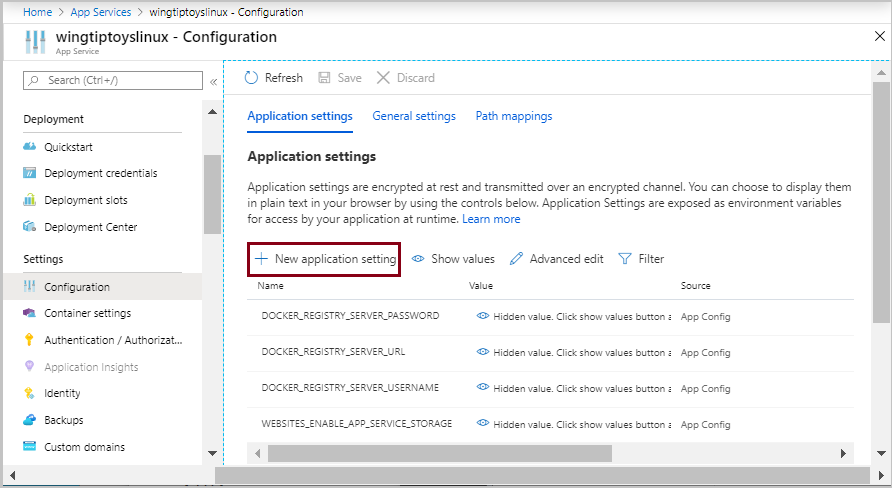 Home > App Services > wingtiptoyslinux - Configuration
wingtiptoyslinux - Configuration
App Service
Search (Ctrl+/)
«
Deployment
Quickstart
Deployment credentials
Deployment slots
Deployment Center
Settings
Configuration
Container settings
Authentication / Authorizat...
Application Insights
Identity
Backups
Custom domains
Refresh
Save
Discard
Application settings
General settings
Path mappings
Application settings
Application settings are encrypted at rest and transmitted over an encrypted channel. You can choose to display them
in plain text in your browser by using the controls below. Application Settings are exposed as environment variables
for access by your application at runtime. Learn more
New application setting
Show values
Advanced edit
Filter
Name Value Source
DOCKER_REGISTRY_SERVER_PASSWORD Hidden value. Click show values button a App Config
DOCKER_REGISTRY_SERVER_URL Hidden value. Click show values button a App Config
DOCKER_REGISTRY_SERVER_USERNAME Hidden value. Click show values button a App Config
WEBSITES_ENABLE_APP_SERVICE_STORAGE Hidden value. Click show values button a App Config